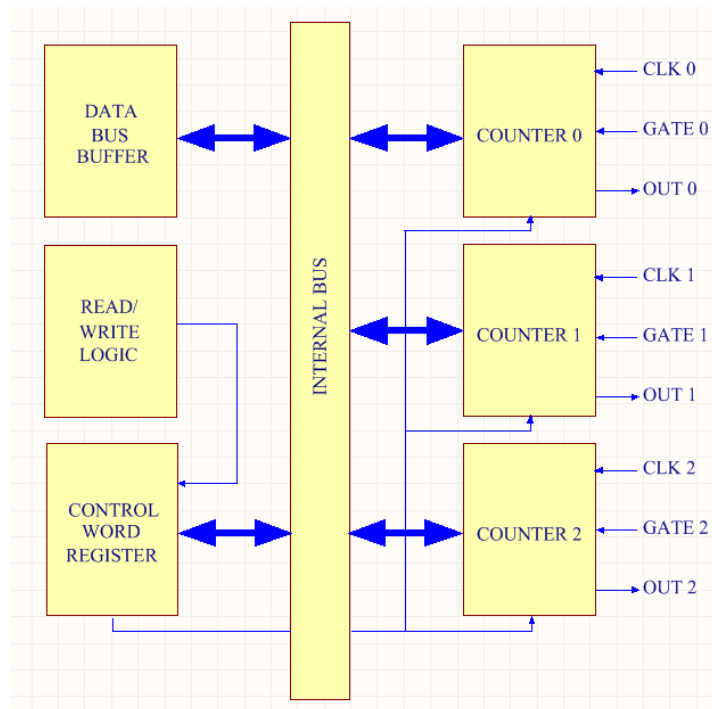 DATA
BUS
BUFFER
READ/
WRITE
LOGIC
CONTROL
WORD
REGISTER
INTERNAL BUS
COUNTER 0
CLK 0
GATE 0
OUT 0
COUNTER 1
CLK 1
GATE 1
OUT 1
COUNTER 2
CLK 2
GATE 2
OUT 2